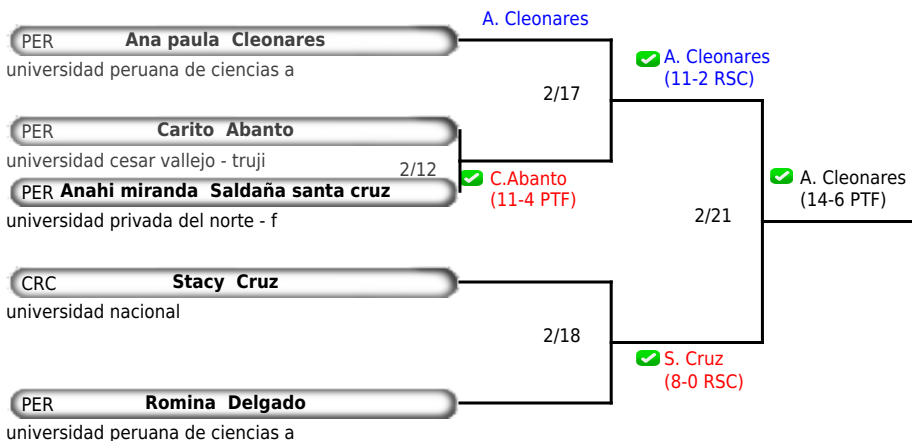 A. Cleonares
PER Ana paula Cleonares
universidad peruana de ciencias a
A. Cleonares
(11-2 RSC)
2/17
PER Carito Abanto
universidad cesar vallejo - truji
2/12
PER Anahi miranda Saldaña santa cruz
universidad privada del norte - f
C.Abanto
(11-4 PTF)
A. Cleonares
(14-6 PTF)
2/21
CRC Stacy Cruz
universidad nacional
2/18
S. Cruz
(8-0 RSC)
PER Romina Delgado
universidad peruana de ciencias a